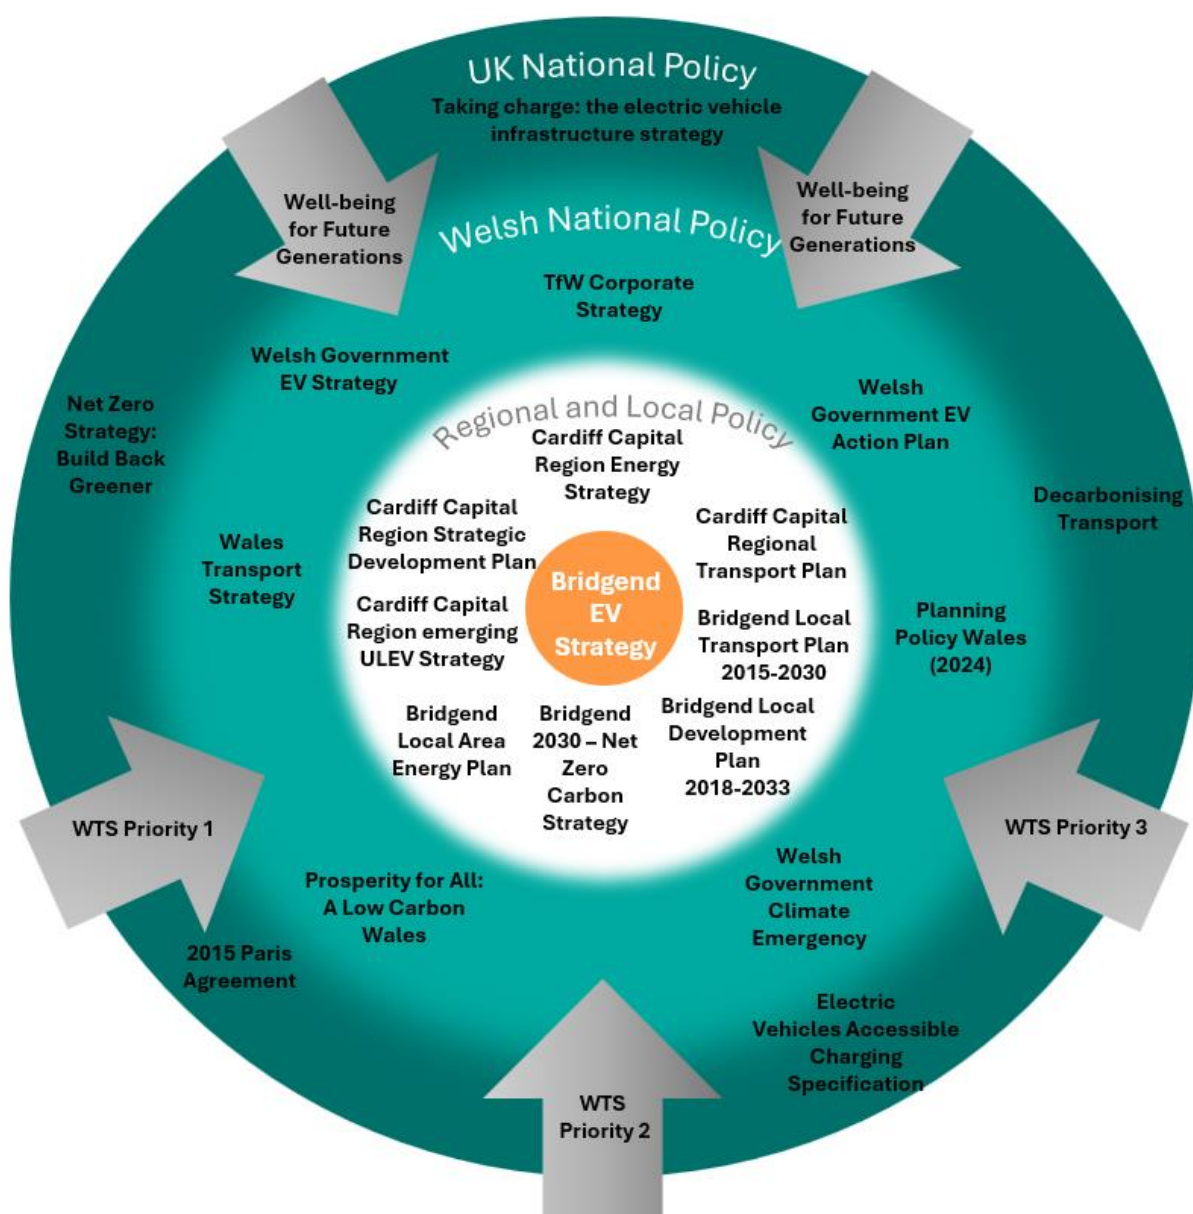 UK National Policy
Taking charge: the electric vehicle
infrastructure strategy
Well-being
for Future
Generations
Well-being
for Future
Generations
Welsh National Policy
TfW Corporate
Strategy
Welsh Government
EV Strategy
Welsh
Government EV
Action Plan
Net Zero
Strategy:
Build Back
Greener
Decarbonising
Transport
Regional and Local Policy
Cardiff Capital
Region Energy
Strategy
Cardiff Capital
Region Strategic
Development Plan
Cardiff Capital
Regional
Transport Plan
Wales
Transport
Strategy
Bridgend
EV
Strategy
Cardiff Capital
Region emerging
ULEV Strategy
Bridgend Local
Transport Plan
2015-2030
Planning
Policy Wales
(2024)
Bridgend
Local Area
Energy Plan
Bridgend
2030 – Net
Zero
Carbon
Strategy
Bridgend Local
Development
Plan
2018-2033
WTS Priority 1
WTS Priority 3
Prosperity for All:
A Low Carbon
Wales
Welsh
Government
Climate
Emergency
2015 Paris
Agreement
Electric
Vehicles Accessible
Charging
Specification
WTS
Priority 2